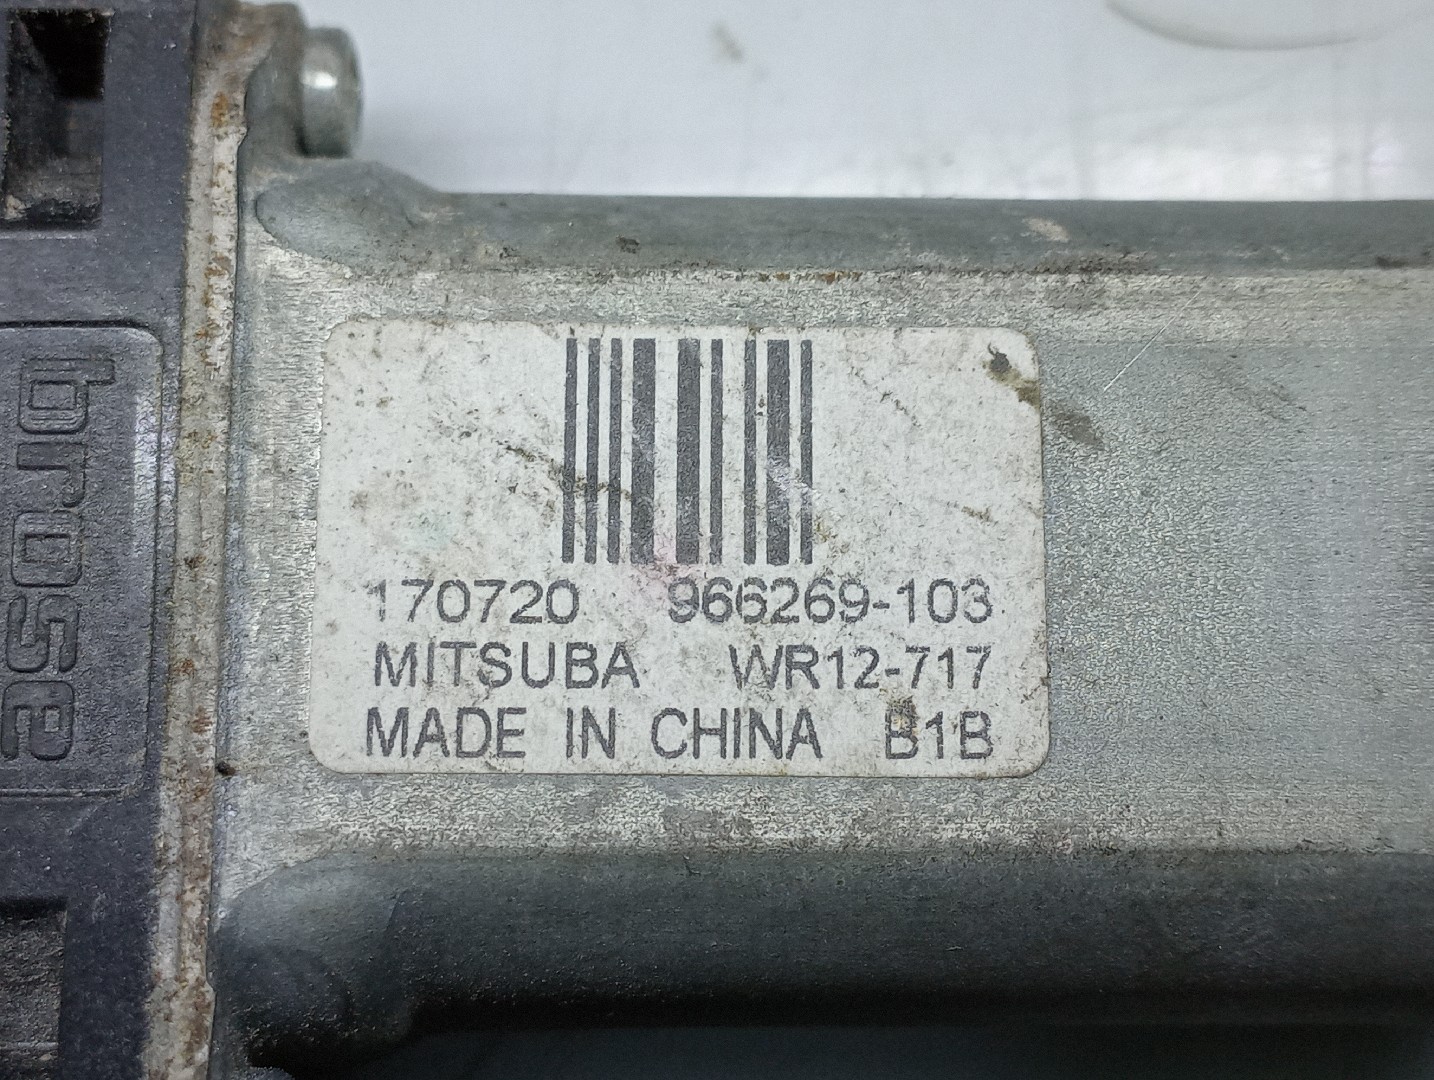 brose
170720 966269-103
MITSUBA WR12-717
MADE IN CHINA B1B